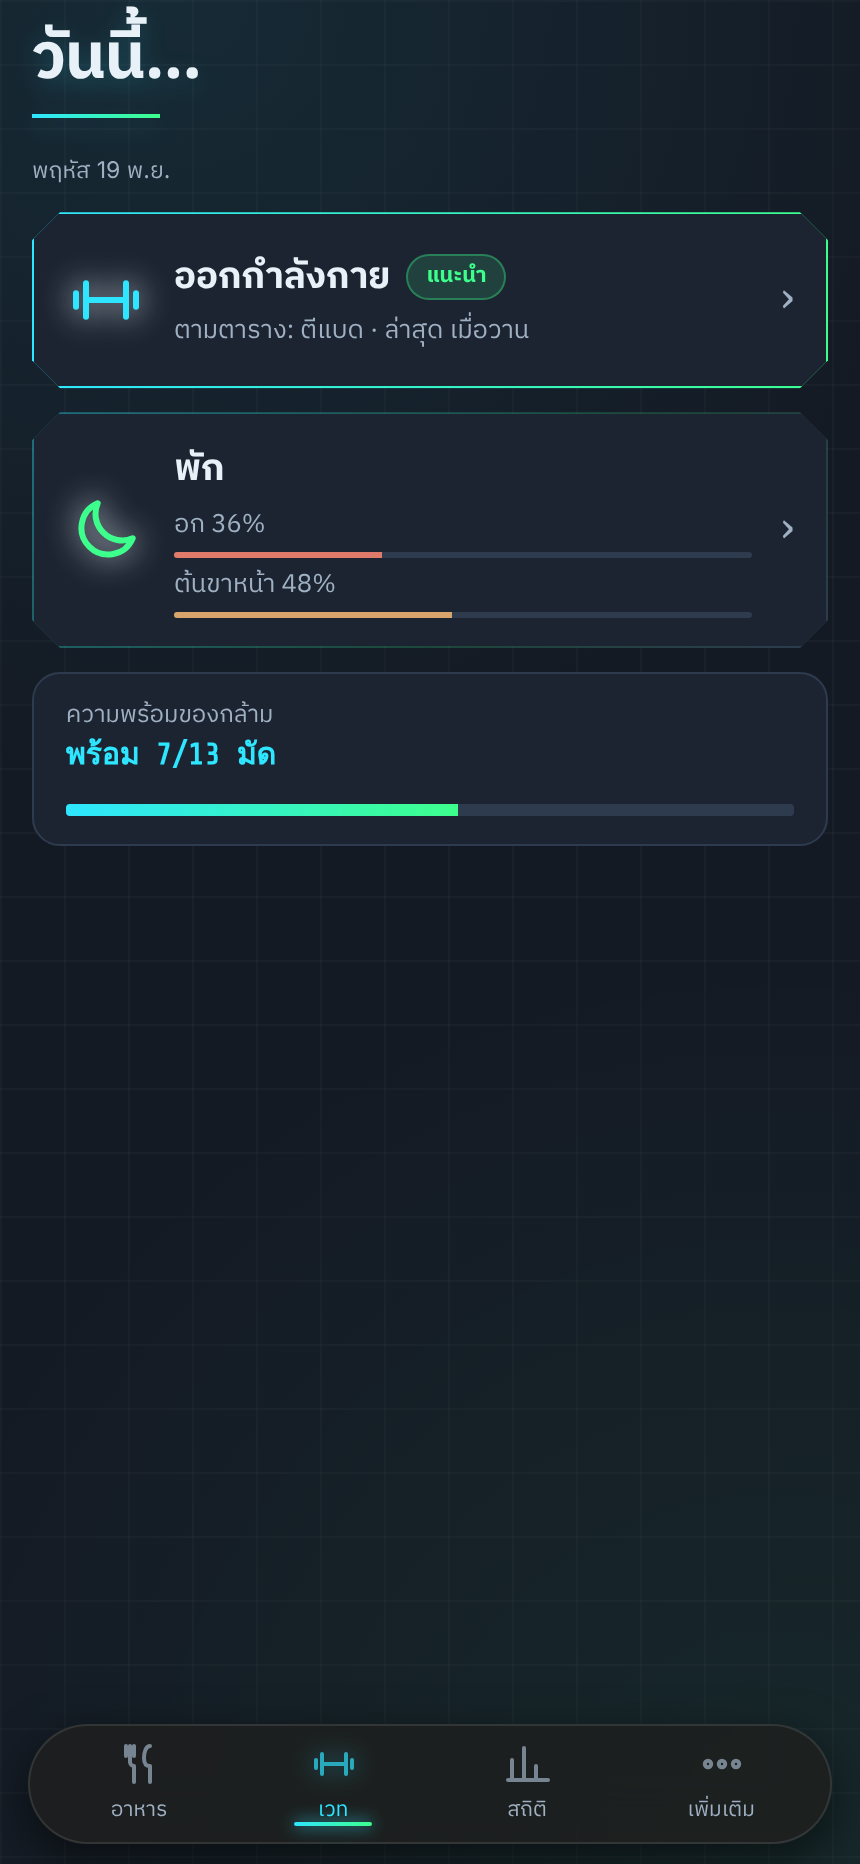 วันนี้...
พฤหัส 19 พ.ย.
ออกกำลังกาย แนะนำ
ตามตาราง: ตีแบด · ล่าสุด เมื่อวาน
พัก
อก 36%
ต้นขาหน้า 48%
ความพร้อมของกล้าม
พร้อม 7/13 มัด
อาหาร เวท สถิติ เพิ่มเติม